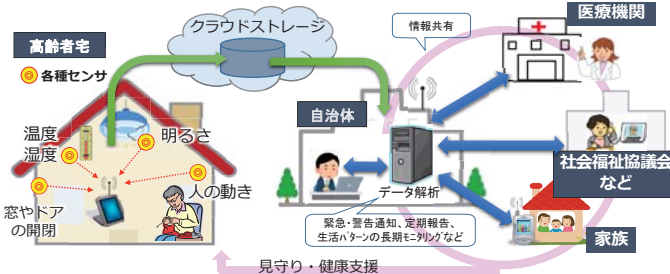 クラウドストレージ
高齢者宅
各種センサ
温度
湿度
明るさ
窓やドア
の開閉
人の動き
自治体
データ解析
緊急・警告通知、定期報告、
生活パターンの長期モニタリングなど
情報共有
医療機関
社会福祉協議会
など
家族
見守り・健康支援